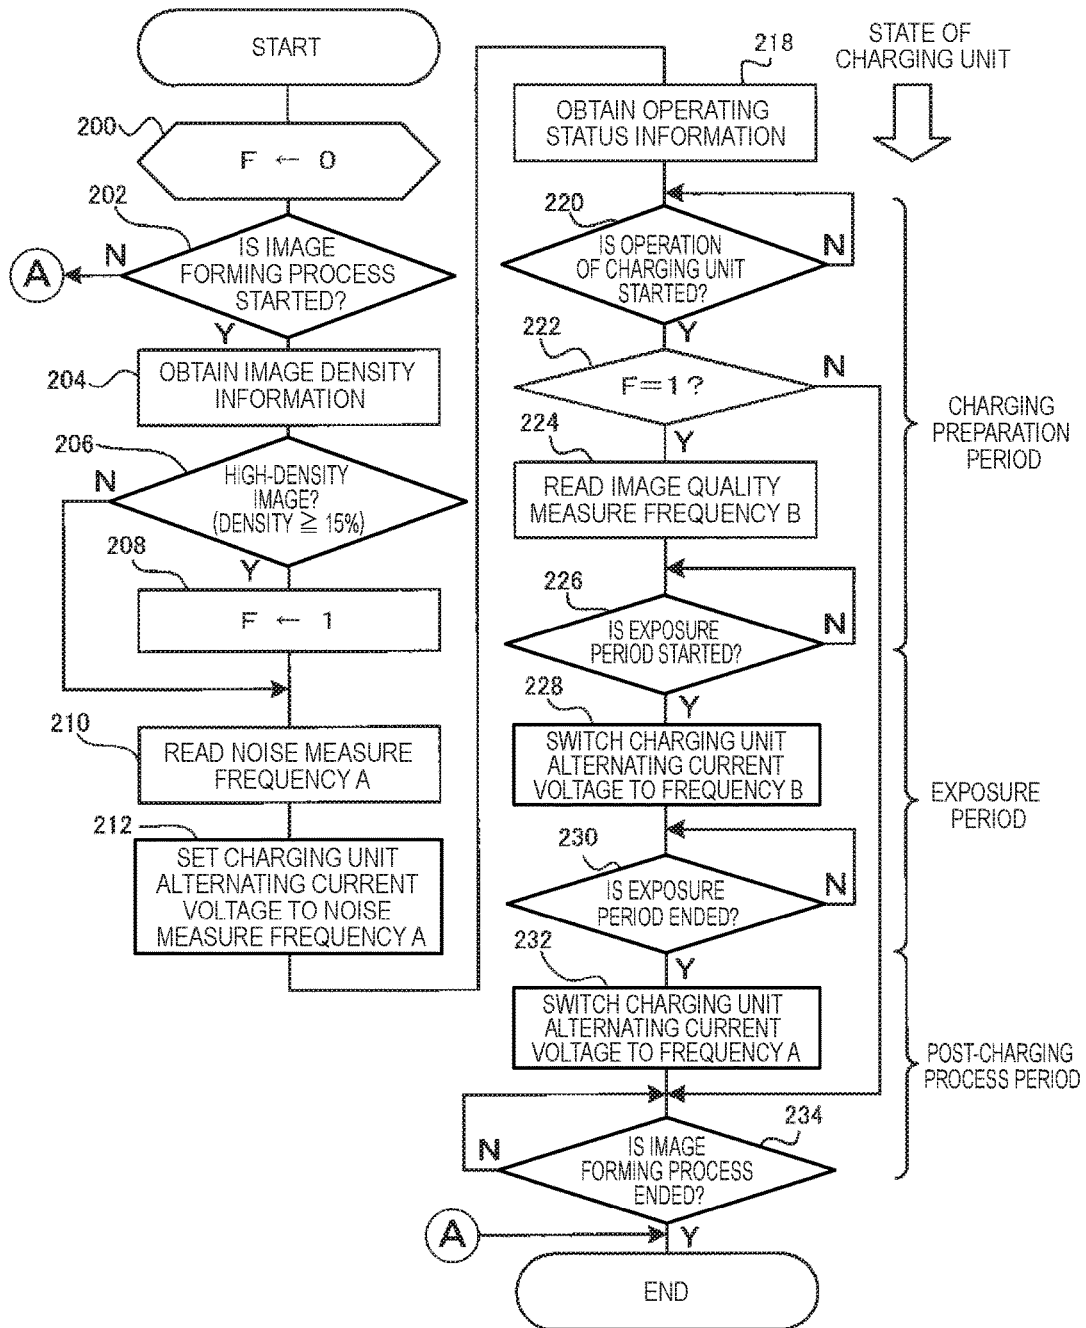 START
200
F ← 0
202
IS IMAGE
FORMING PROCESS
STARTED?
N
A
Y
204
OBTAIN IMAGE DENSITY
INFORMATION
206
N
HIGH-DENSITY
IMAGE?
(DENSITY ≧ 15%)
208
Y
F ← 1
210
READ NOISE MEASURE
FREQUENCY A
212
SET CHARGING UNIT
ALTERNATING CURRENT
VOLTAGE TO NOISE
MEASURE FREQUENCY A
218
OBTAIN OPERATING
STATUS INFORMATION
220
IS OPERATION
OF CHARGING UNIT
STARTED?
N
Y
222
F=1?
N
224
Y
READ IMAGE QUALITY
MEASURE FREQUENCY B
226
IS EXPOSURE
PERIOD STARTED?
N
228
Y
SWITCH CHARGING UNIT
ALTERNATING CURRENT
VOLTAGE TO FREQUENCY B
230
IS EXPOSURE
PERIOD ENDED?
N
232
Y
SWITCH CHARGING UNIT
ALTERNATING CURRENT
VOLTAGE TO FREQUENCY A
234
N
IS IMAGE
FORMING PROCESS
ENDED?
A
Y
END
STATE OF
CHARGING UNIT
CHARGING
PREPARATION
PERIOD
EXPOSURE
PERIOD
POST-CHARGING
PROCESS PERIOD